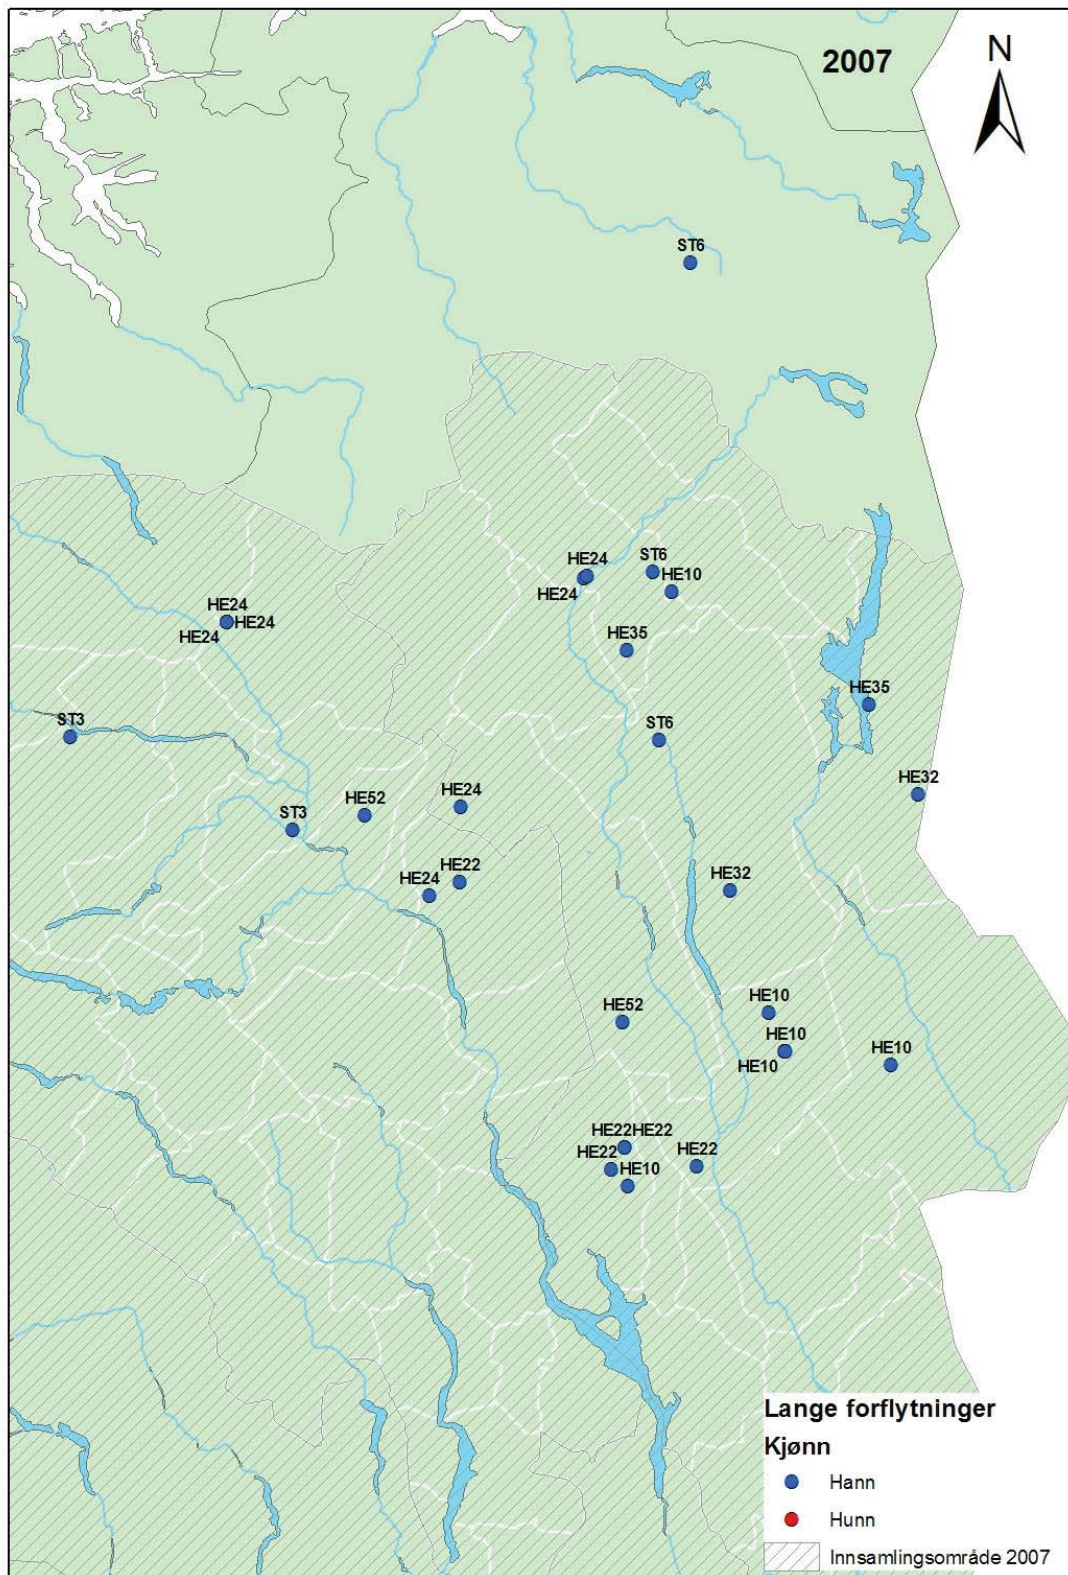 2007
N
ST6
HE24
ST6
HE24
HE10
HE24
HE24
HE24
HE35
HE35
ST3
ST6
HE32
HE24
HE52
ST3
HE22
HE24
HE32
HE10
HE52
HE10
HE10
HE10
HE22HE22
HE22
HE22
HE10
Lange forflytninger
Kjønn
Hann
Hunn
Innsamlingsområde 2007